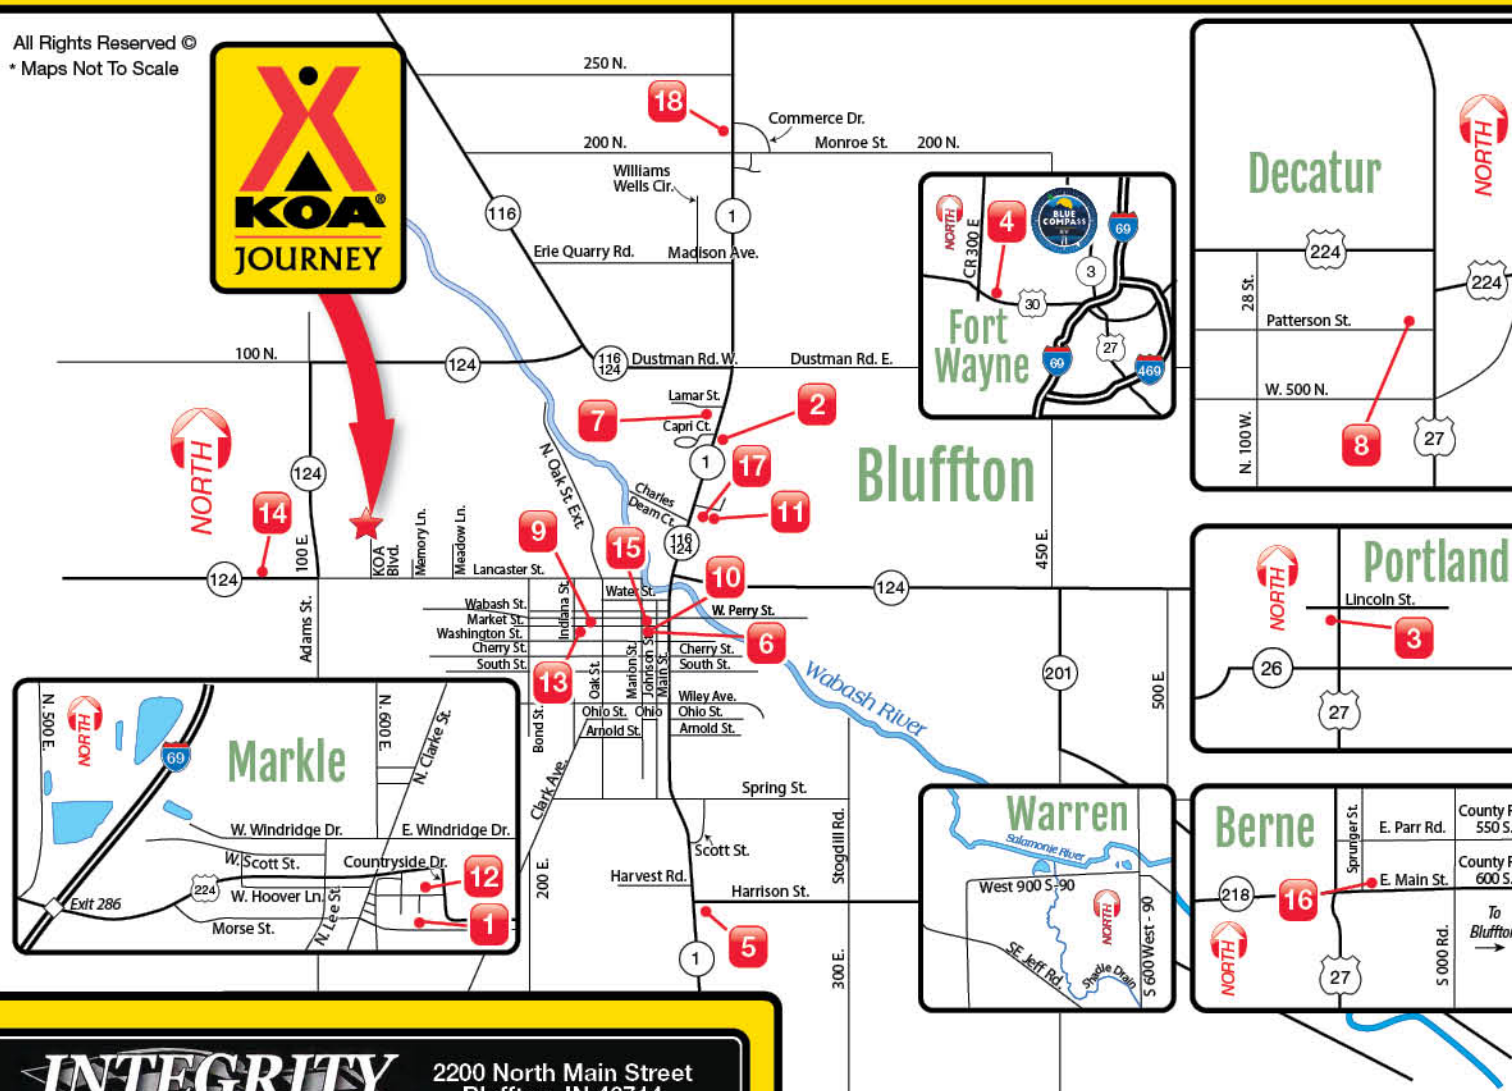 All Rights Reserved ©
* Maps Not To Scale
KOA®
JOURNEY
250 N.
18
Commerce Dr.
200 N.
Monroe St.
200 N.
Williams
Wells Cir.
116
1
Erie Quarry Rd.
Madison Ave.
100 N.
124
116
124
Dustman Rd. W.
Dustman Rd. E.
Lamar St.
7
2
Capri Ct.
1
17
Bluffton
NORTH
124
14
100 E.
124
KOA
Blvd.
Memory Ln.
Meadow Ln.
Lancaster St.
N. Oak St. Ext.
Charles
Deam Ct.
11
9
15
116
124
10
450 E.
124
Water St.
Indiana St.
Wabash St.
Market St.
Washington St.
Cherry St.
South St.
W. Perry St.
6
Cherry St.
South St.
Adams St.
13
Oak St.
Marion St.
Johnson St.
Main St.
Wiley Ave.
Ohio St.
Ohio
Ohio St.
Arnold St.
Arnold St.
Bond St.
Wabash River
201
500 E.
Clark Ave.
Spring St.
Scott St.
Stogdill Rd.
200 E.
Harvest Rd.
Harrison St.
5
1
300 E.
NORTH
CR 300 E
4
BLUE
COMPASS
RV
69
3
30
Fort
Wayne
27
69
469
Decatur
NORTH
224
224
28 St.
Patterson St.
W. 500 N.
N. 100 W.
8
27
Portland
NORTH
Lincoln St.
3
26
27
N. 500 E.
NORTH
69
Markle
N. 600 E.
N. Clarke St.
W. Windridge Dr.
E. Windridge Dr.
W. Scott St.
Countryside Dr.
12
224
W. Hoover Ln.
Exit 286
Morse St.
N. Lee St.
1
Warren
Salamonie River
West 900 S-90
NORTH
SE Jeff Rd.
Shadle Drain
S 600 West - 90
Berne
Sprunger St.
E. Parr Rd.
550 S.
E. Main St.
600 S.
218
16
To
NORTH
27
S 000 Rd.
INTEGRITY
2200 North Main Street